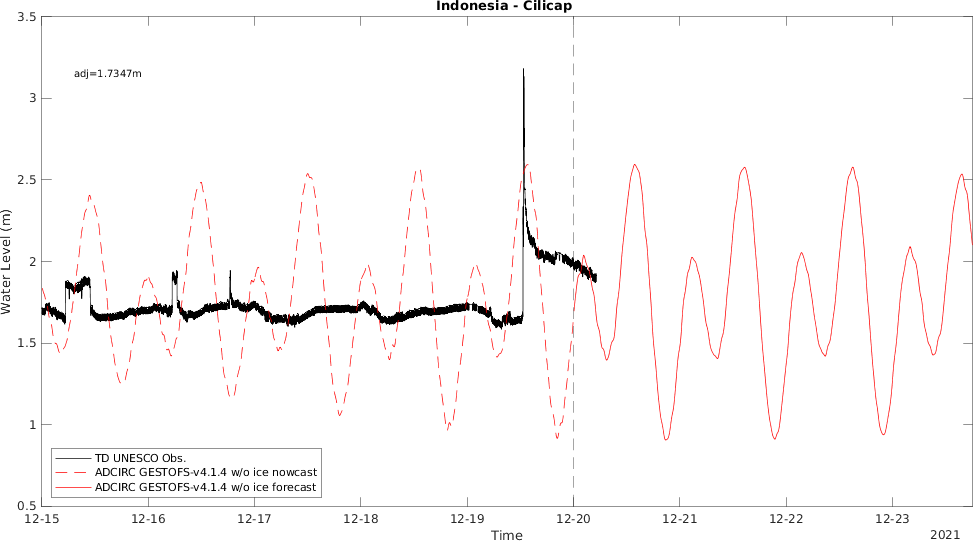 Indonesia - Cilicap
3.5
3
2.5
2
1.5
1
0.5
Water Level (m)
adj=1.7347m
TD UNESCO Obs.
ADCIRC GESTOFS-v4.1.4 w/o ice nowcast
ADCIRC GESTOFS-v4.1.4 w/o ice forecast
12-15 12-16 12-17 12-18 12-19 12-20 12-21 12-22 12-23
Time
2021